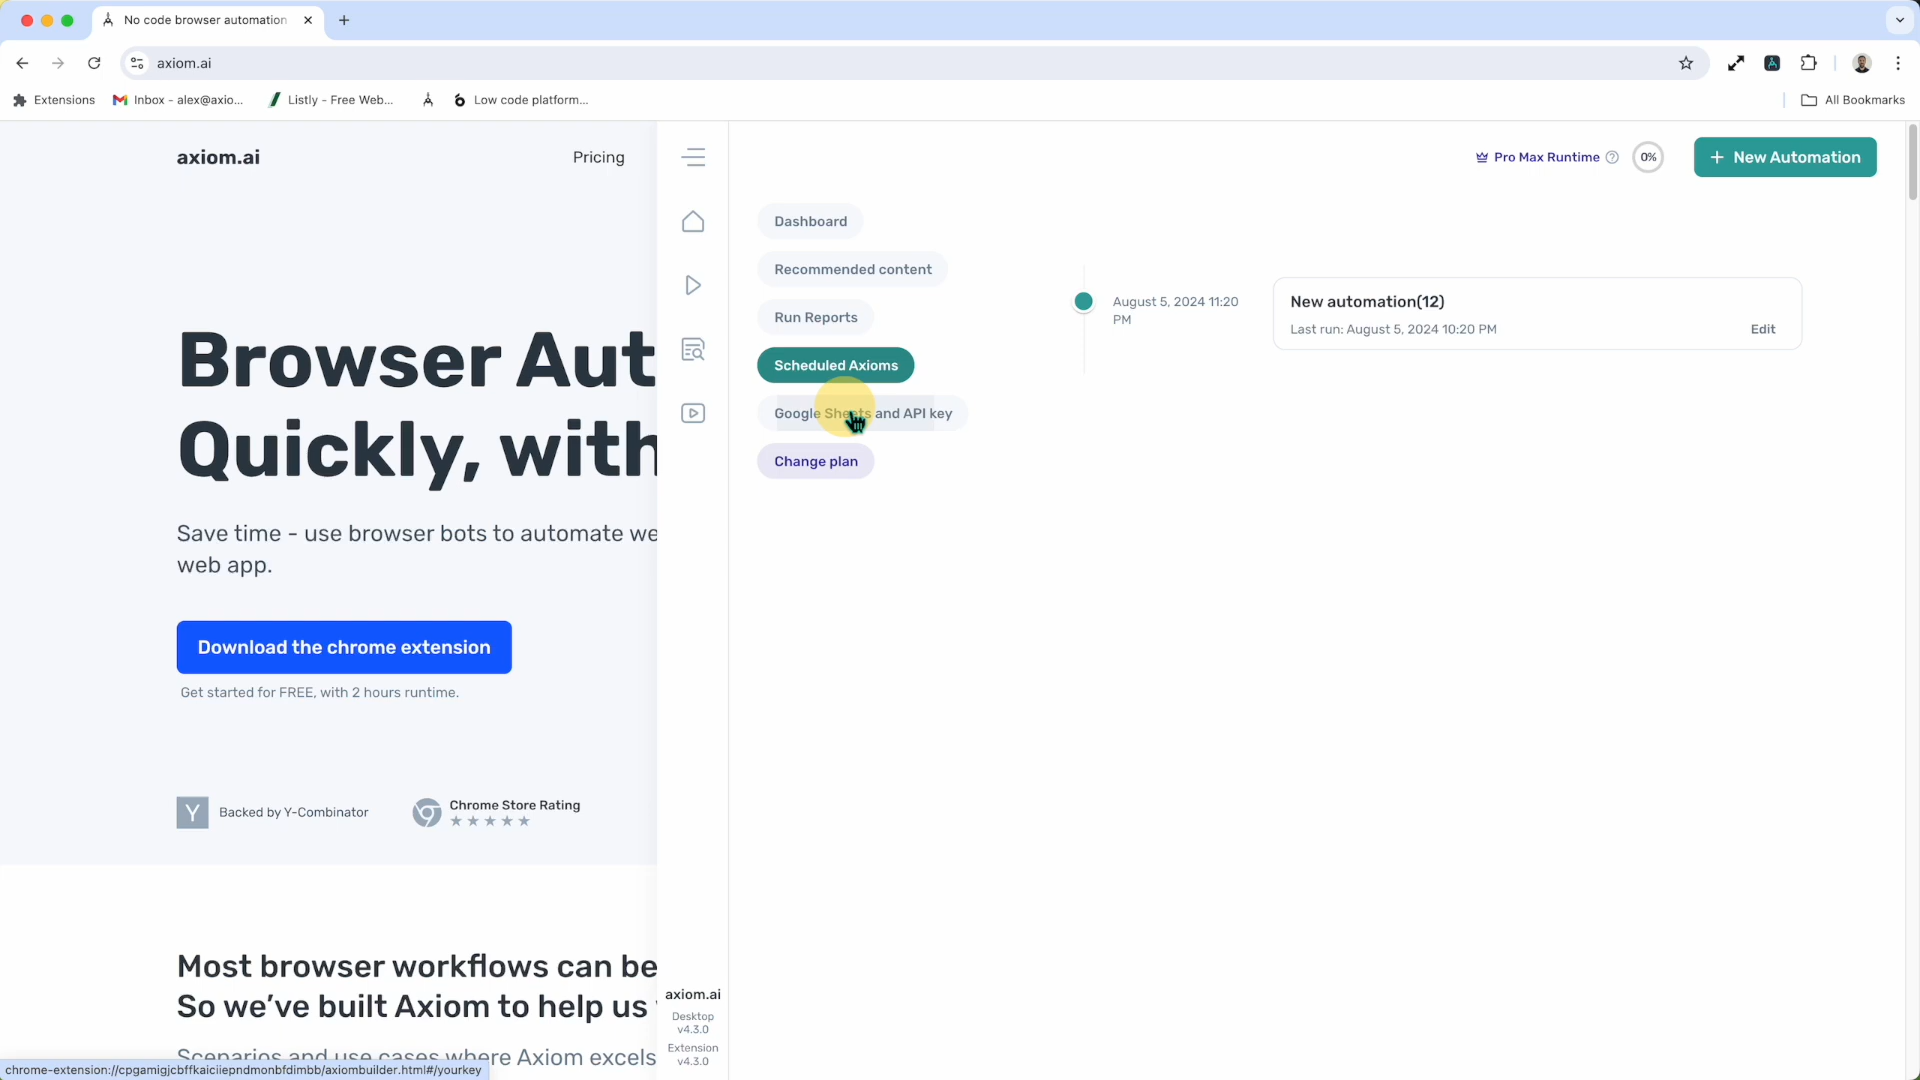 No code browser automation
axiom.ai
Extensions
Inbox - alex@axio...
Listly - Free Web...
Low code platform...
All Bookmarks
axiom.ai
Pricing
Pro Max Runtime
0%
+ New Automation
Dashboard
Recommended content
Run Reports
Scheduled Axioms
Google Sheets and API key
Change plan
August 5, 2024 11:20
PM
New automation(12)
Last run: August 5, 2024 10:20 PM
Edit
Browser Aut
Quickly, with
Save time - use browser bots to automate we
web app.
Download the chrome extension
Get started for FREE, with 2 hours runtime.
Y
Backed by Y-Combinator
Chrome Store Rating
Most browser workflows can be
So we've built Axiom to help us
Scenarios and use cases where Axiom excels
axiom.ai
Desktop
v4.3.0
Extension
v4.3.0
chrome-extension://cpgamigjcbffkaiciiepndmonbfdimbb/axiombuilder.html#/yourkey